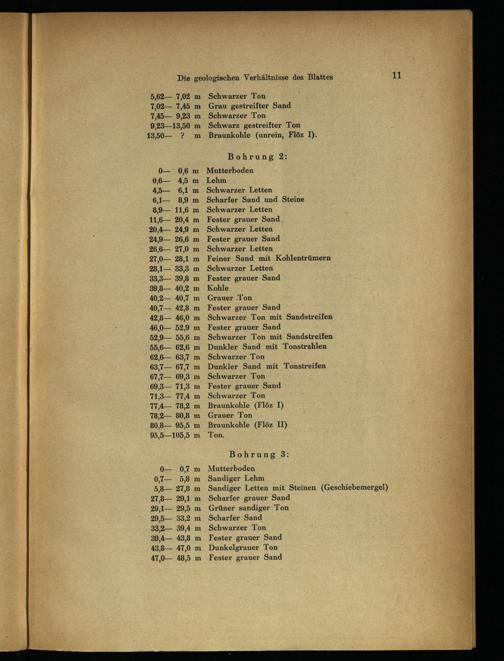 Die geologischen Verhältnisse des Blattes 11
5,62— 7,02 m Schwarzer Ton
7,02— 7,45 m Grau gestreifter Sand
7,45— 9,23 m Schwarzer Ton
9,23—13,50 m Schwarz gestreifter Ton
13,50— ? m Braunkohle (unrein, Flöz I).
Bohrung 2:
0— 0,6 m Mutterboden
0,6— 4,5 m Lehm
4,5— 6,1 m Schwarzer Letten
6,1— 8,9 m Scharfer Sand und Steine
8,9— 11,6 m Schwarzer Letten
11,6— 20,4 m Fester grauer Sand
20,4— 24,9 m Schwarzer Letten
24,9— 26,6 m Fester grauer Sand
26,6— 27,0 m Schwarzer Letten
27,0— 28,1 m Feiner Sand mit Kohlentrümern
28,1— 33,3 m Schwarzer Letten
33,3— 39,8 m Fester grauer Sand
39,8— 40,2 m Kohle
40,2— 40,7 m Grauer Ton
40,7— 42,8 m Fester grauer Sand
42,8— 46,0 m Schwarzer Ton mit Sandstreifen
46,0— 52,9 m Fester grauer Sand
52,9— 55,6 m Schwarzer Ton mit Sandstreifen
55,6— 62,6 m Dunkler Sand mit Tonstrahlen
62,6— 63,7 m Schwarzer Ton
63,7— 67,7 m Dunkler Sand mit Tonstreifen
67,7— 69,3 m Schwarzer Ton
69,3— 71,3 m Fester grauer Sand
71,3— 77,4 m Schwarzer Ton
77,4— 78,2 m Braunkohle (Flöz I)
78,2— 80,8 m Grauer Ton
80,8— 95,5 m Braunkohle (Flöz II)
95,5—105,5 m Ton.
Bohrung 3:
0— 0,7 m Mutterboden
0,7— 5,8 m Sandiger Lehm
5,8— 27,8 m Sandiger Letten mit Steinen (Geschiebemergel)
27,8— 29,1 m Scharfer grauer Sand
29,1— 29,5 m Grüner sandiger Ton
29,5— 33,2 m Scharfer Sand
33,2— 39,4 m Schwarzer Ton
39,4— 43,8 m Fester grauer Sand
43,8— 47,0 m Dunkelgrauer Ton
47,0— 48,5 m Fester grauer Sand